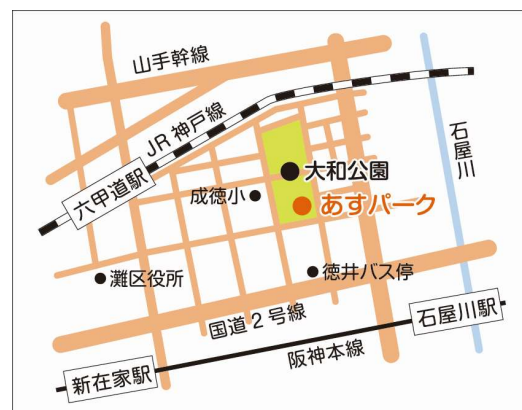 山手幹線
JR神戸線
石屋川
六甲道駅
大和公園
成徳小
あすパーク
灘区役所
徳井バス停
国道2号線
石屋川駅
阪神本線
新在家駅